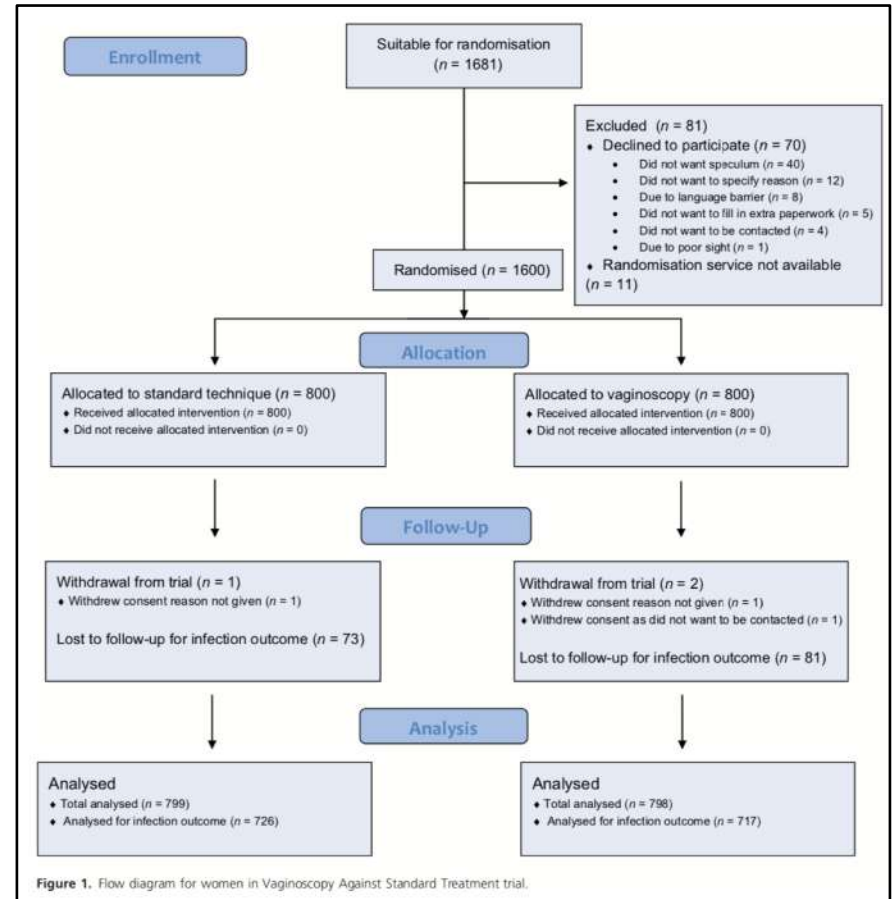 Enrollment
Suitable for randomisation
(n = 1681)
Excluded (n = 81)
♦ Declined to participate (n = 70)
• Did not want speculum (n = 40)
• Did not want to specify reason (n = 12)
• Due to language barrier (n = 8)
• Did not want to fill in extra paperwork (n = 5)
• Did not want to be contacted (n = 4)
• Due to poor sight (n = 1)
♦ Randomisation service not available
(n = 11)
Randomised (n = 1600)
Allocation
Allocated to standard technique (n = 800)
♦ Received allocated intervention (n = 800)
♦ Did not receive allocated intervention (n = 0)
Allocated to vaginoscopy (n = 800)
♦ Received allocated intervention (n = 800)
♦ Did not receive allocated intervention (n = 0)
Follow-Up
Withdrawal from trial (n = 1)
♦ Withdrew consent reason not given (n = 1)
Lost to follow-up for infection outcome (n = 73)
Withdrawal from trial (n = 2)
♦ Withdrew consent reason not given (n = 1)
♦ Withdrew consent as did not want to be contacted (n = 1)
Lost to follow-up for infection outcome (n = 81)
Analysis
Analysed
♦ Total analysed (n = 799)
♦ Analysed for infection outcome (n = 726)
Analysed
♦ Total analysed (n = 798)
♦ Analysed for infection outcome (n = 717)
Figure 1. Flow diagram for women in Vaginoscopy Against Standard Treatment trial.